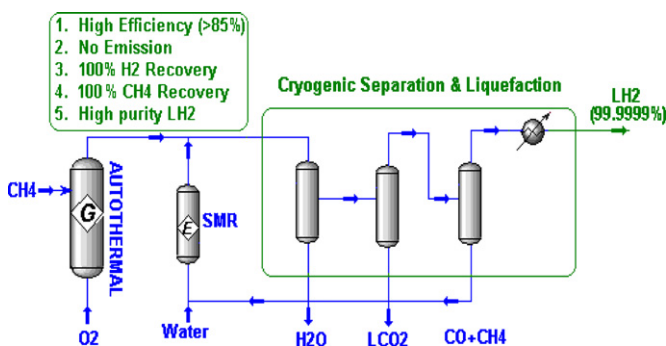 1. High Efficiency (>85%)
2. No Emission
3. 100% H2 Recovery
4. 100% CH4 Recovery
5. High purity LH2
Cryogenic Separation & Liquefaction
LH2
(99.9999%)
CH4
G
AUTOTHERMAL
E
SMR
O2
Water
H2O
LCO2
CO+CH4